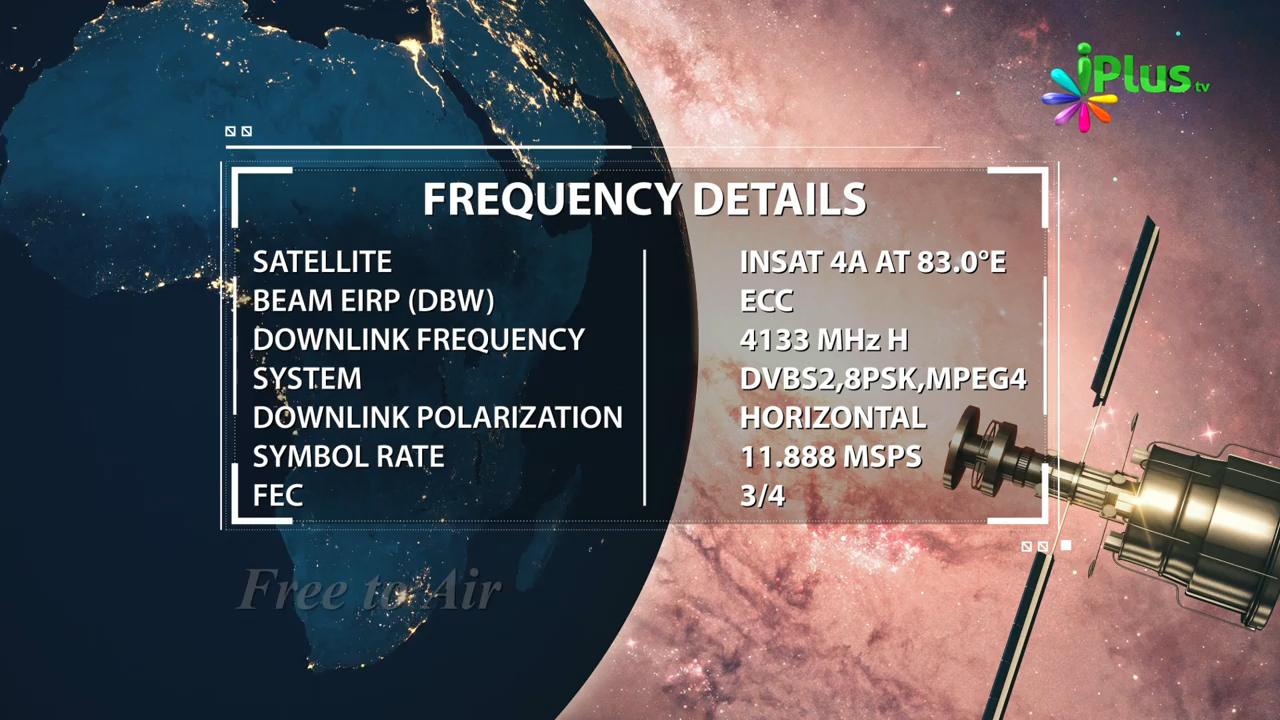 iPlus tv
FREQUENCY DETAILS
SATELLITE INSAT 4A AT 83.0°E
BEAM EIRP (DBW) ECC
DOWNLINK FREQUENCY 4133 MHz H
SYSTEM DVBS2,8PSK,MPEG4
DOWNLINK POLARIZATION HORIZONTAL
SYMBOL RATE 11.888 MSPS
FEC 3/4
Free to Air